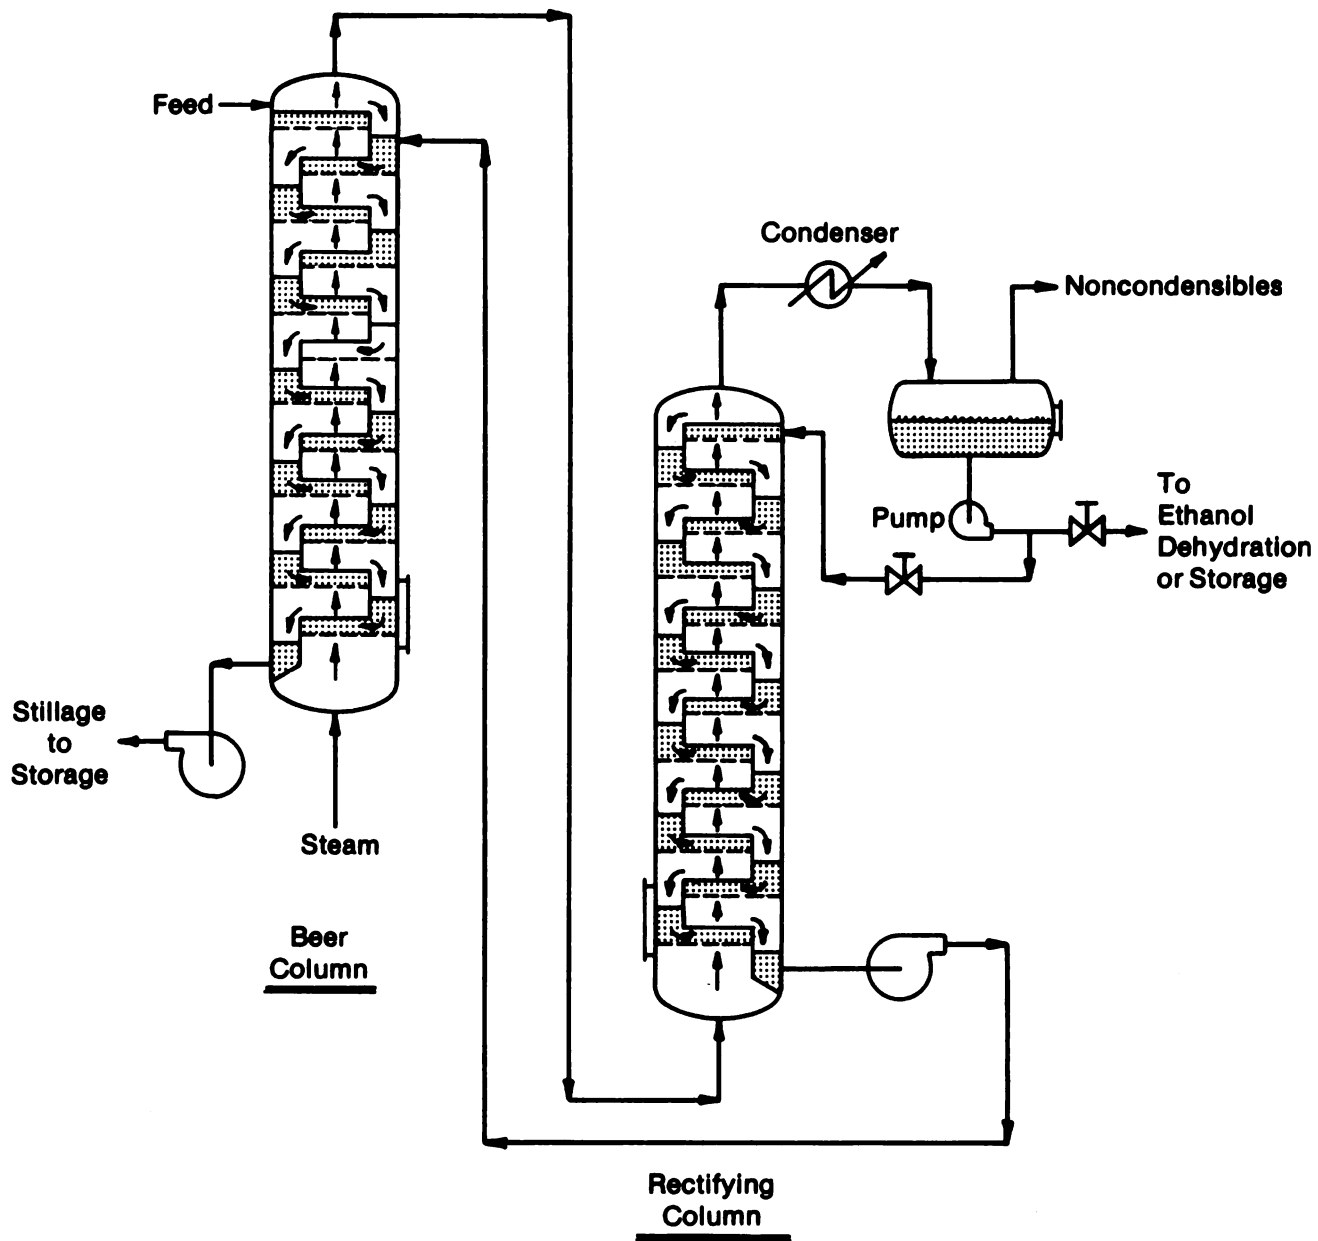 Feed
Condenser
Noncondensibles
Pump
To
Ethanol
Dehydration
or Storage
Stillage
to
Storage
Steam
Beer
Column
Rectifying
Column